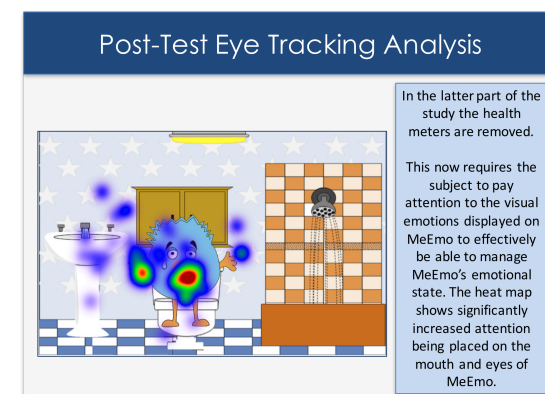 Post-Test Eye Tracking Analysis
In the latter part of the
study the health
meters are removed.
This now requires the
subject to pay
attention to the visual
emotions displayed on
MeEmo to effectively
be able to manage
MeEmo's emotional
state. The heat map
shows significantly
increased attention
being placed on the
mouth and eyes of
MeEmo.